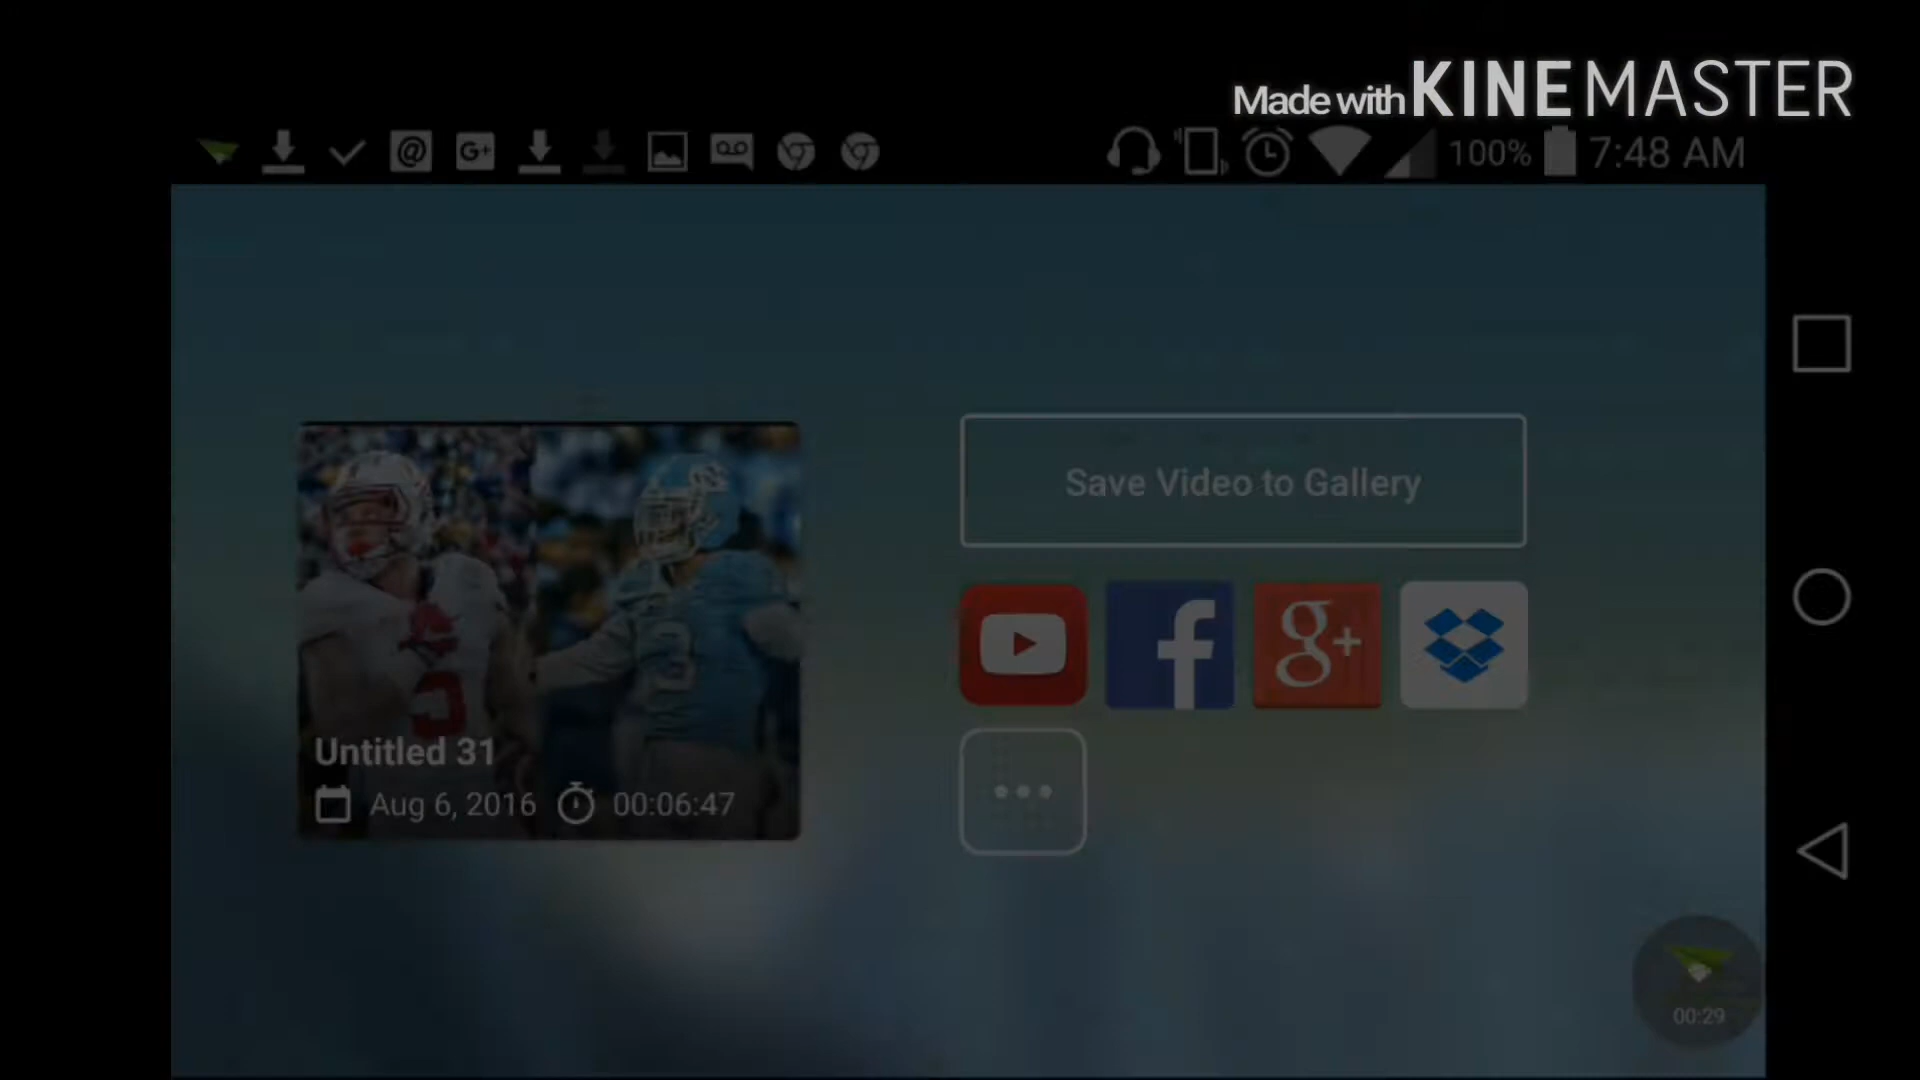 Made with KINEMASTER
@ G+ 100% 7:48 AM
Save Video to Gallery
f g+
3
Untitled 31
Aug 6, 2016 00:06:47
00:29